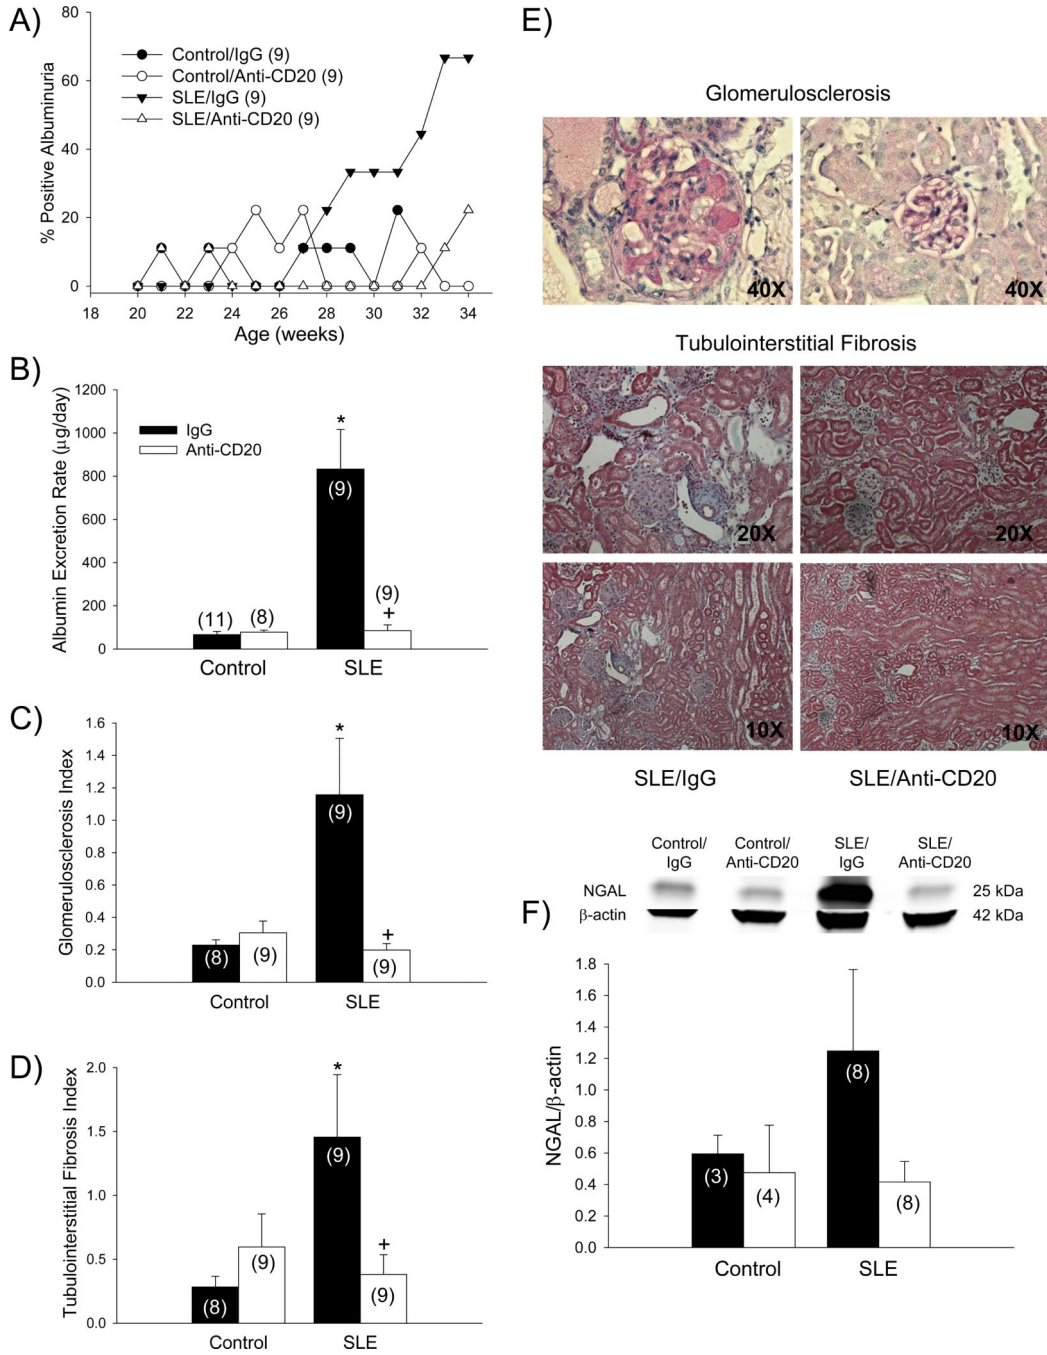 A)
80
60
40
20
0
% Positive Albuminuria
Control/IgG (9)
Control/Anti-CD20 (9)
SLE/IgG (9)
SLE/Anti-CD20 (9)
18 20 22 24 26 28 30 32 34
Age (weeks)
B)
1200
1000
800
600
400
200
0
Albumin Excretion Rate (µg/day)
IgG
Anti-CD20
*
(9)
(11) (8)
(9)
+
Control SLE
C)
1.6
1.4
1.2
1.0
0.8
0.6
0.4
0.2
0.0
Glomerulosclerosis Index
*
(9)
(8) (9)
+
(9)
Control SLE
D)
2.0
1.5
1.0
0.5
0.0
Tubulointerstitial Fibrosis Index
*
(9)
(8) (9)
+
(9)
Control SLE
E)
Glomerulosclerosis
40X 40X
Tubulointerstitial Fibrosis
20X 20X
10X 10X
SLE/IgG SLE/Anti-CD20
F)
Control/ Control/ SLE/ SLE/
IgG Anti-CD20 IgG Anti-CD20
NGAL 25 kDa
β-actin 42 kDa
1.8
1.6
1.4
1.2
1.0
0.8
0.6
0.4
0.2
0.0
NGAL/β-actin
(3) (4) (8) (8)
Control SLE